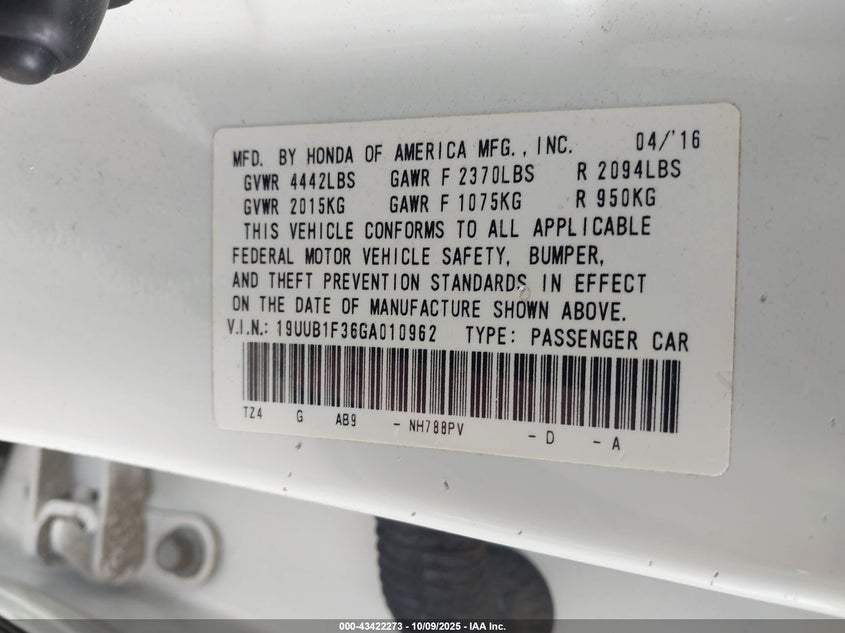 MFD. BY HONDA OF AMERICA MFG., INC. 04/'16
GVWR 4442LBS GAWR F 2370LBS R 2094LBS
GVWR 2015KG GAWR F 1075KG R 950KG
THIS VEHICLE CONFORMS TO ALL APPLICABLE
FEDERAL MOTOR VEHICLE SAFETY, BUMPER,
AND THEFT PREVENTION STANDARDS IN EFFECT
ON THE DATE OF MANUFACTURE SHOWN ABOVE.
V.I.N.: 19UUB1F36GA010962 TYPE: PASSENGER CAR
TZ4 G AB9 - NH788PV - D - A
000-43422273 - 10/09/2025 - IAA Inc.